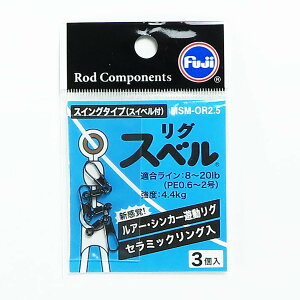 Fuji
®
Rod Components
スイングタイプ(スイベル付)
SM-OR2.5
リグ
スベル®
適合ライン:8~20lb
(PE0.6~2号)
強度:4.4kg
新感覚!
ルアー・シンカー遊動リグ
セラミックリング入
3個入